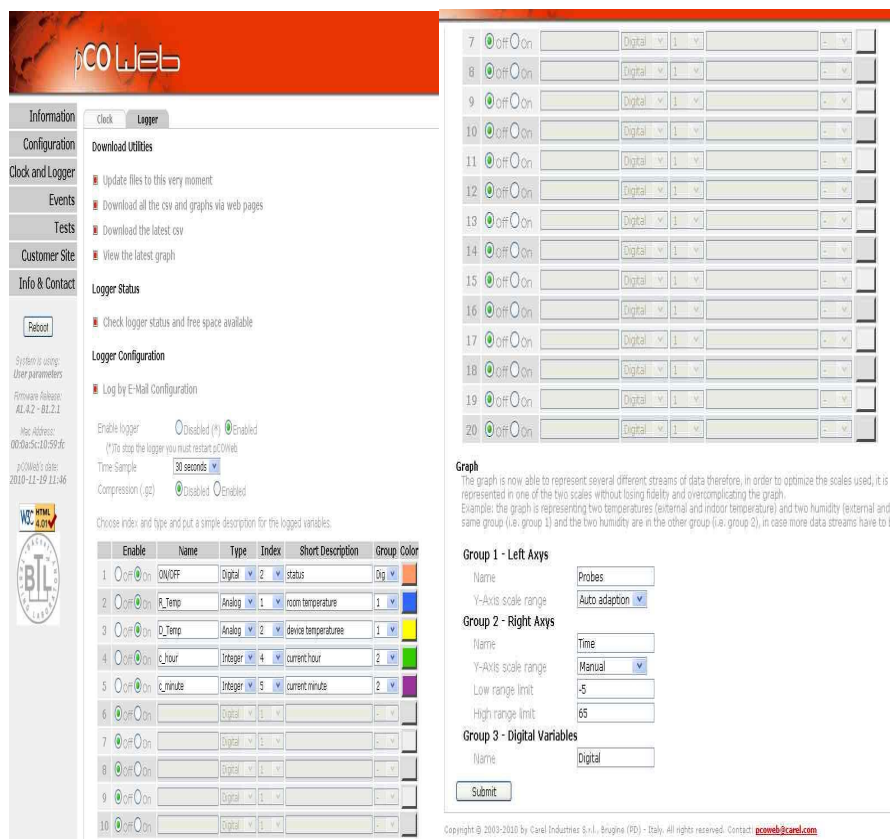 pCO Web
Information
Configuration
Clock and Logger
Events
Tests
Customer Site
Info & Contact
Reboot
System is using:
User parameters
Firmware Release:
A1.4.2 - B1.2.1
Mac Address:
00:0a:5c:10:59:fc
pCOWeb's date:
2010-11-19 11:46
W3C HTML 4.01
BTL
Clock Logger
Download Utilities
Update files to this very moment
Download all the csv and graphs via web pages
Download the latest csv
View the latest graph
Logger Status
Check logger status and free space available
Logger Configuration
Log by E-Mail Configuration
Enable logger Disabled (*) Enabled
(*)To stop the logger you must restart pCOWeb
Time Sample 30 seconds
Compression (.gz) Disabled Enabled
Choose index and type and put a simple description for the logged variables.
Enable Name Type Index Short Description Group Color
1 Off On ON/OFF Digital 2 status Dig
2 Off On R_Temp Analog 1 room temperature 1
3 Off On D_Temp Analog 2 device temperaturee 1
4 Off On c_hour Integer 4 current hour 2
5 Off On c_minute Integer 5 current minute 2
6 Off On Digital 1 -
7 Off On Digital 1 -
8 Off On Digital 1 -
9 Off On Digital 1 -
10 Off On Digital 1 -
7 Off On Digital 1 -
8 Off On Digital 1 -
9 Off On Digital 1 -
10 Off On Digital 1 -
11 Off On Digital 1 -
12 Off On Digital 1 -
13 Off On Digital 1 -
14 Off On Digital 1 -
15 Off On Digital 1 -
16 Off On Digital 1 -
17 Off On Digital 1 -
18 Off On Digital 1 -
19 Off On Digital 1 -
20 Off On Digital 1 -
Graph
The graph is now able to represent several different streams of data therefore, in order to optimize the scales used, it is
represented in one of the two scales without losing fidelity and overcomplicating the graph.
Example: the graph is representing two temperatures (external and indoor temperature) and two humidity (external and
same group (i.e. group 1) and the two humidity are in the other group (i.e. group 2), in case more data streams have to
Group 1 - Left Axys
Name Probes
Y-Axis scale range Auto adaption
Group 2 - Right Axys
Name Time
Y-Axis scale range Manual
Low range limit -5
High range limit 65
Group 3 - Digital Variables
Name Digital
Submit
Copyright © 2003-2010 by Carel Industries S.r.l., Brugine (PD) - Italy. All rights reserved. Contact: pcoweb@carel.com